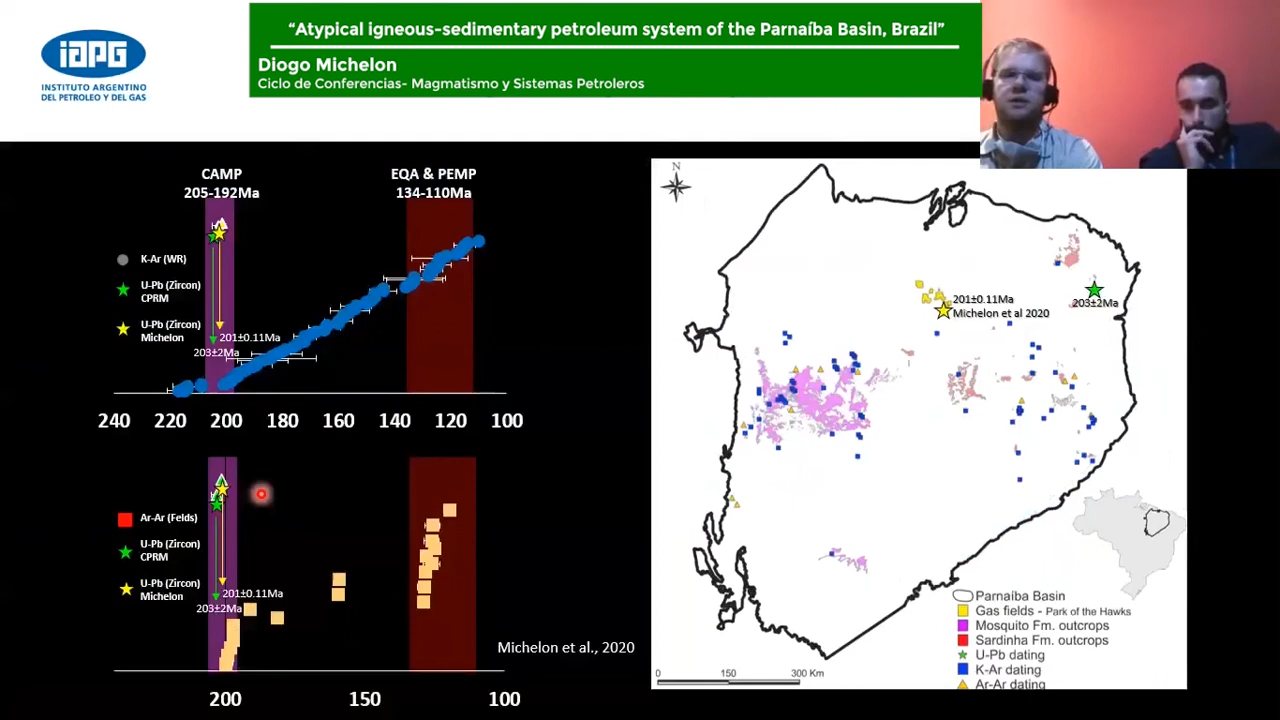 iAPG
INSTITUTO ARGENTINO
DEL PETROLEO Y DEL GAS
“Atypical igneous-sedimentary petroleum system of the Parnaíba Basin, Brazil”
Diogo Michelon
Ciclo de Conferencias- Magmatismo y Sistemas Petroleros
CAMP
205-192Ma
EQA & PEMP
134-110Ma
K-Ar (WR)
U-Pb (Zircon)
CPRM
U-Pb (Zircon)
Michelon
201±0.11Ma
203±2Ma
240 220 200 180 160 140 120 100
Ar-Ar (Felds)
U-Pb (Zircon)
CPRM
U-Pb (Zircon)
Michelon
201±0.11Ma
203±2Ma
200 150 100
Michelon et al., 2020
N
201±0.11Ma
Michelon et al 2020
203±2Ma
Parnaíba Basin
Gas fields - Park of the Hawks
Mosquito Fm. outcrops
Sardinha Fm. outcrops
U-Pb dating
K-Ar dating
Ar-Ar dating
0 150 300 Km